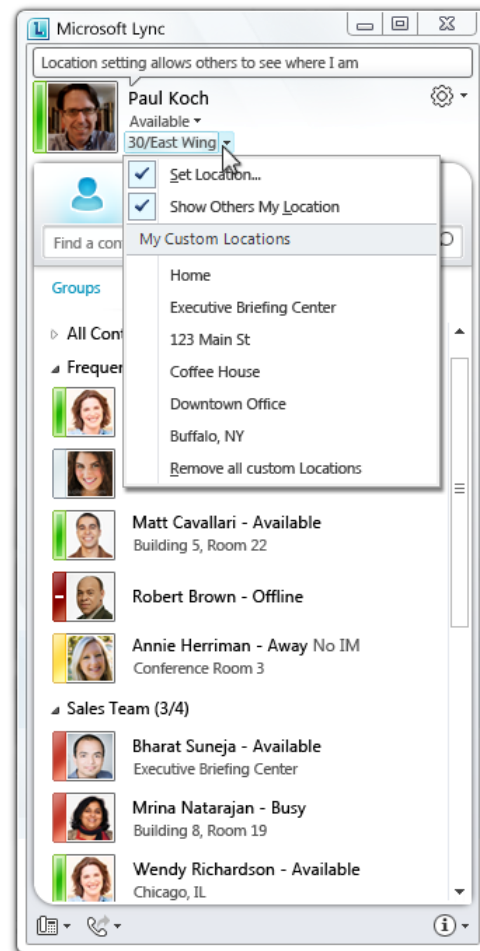 Microsoft Lync
Location setting allows others to see where I am
Paul Koch
Available
30/East Wing
Set Location...
Show Others My Location
My Custom Locations
Find a con
Home
Groups
Executive Briefing Center
All Cont
123 Main St
Frequen
Coffee House
Downtown Office
Buffalo, NY
Remove all custom Locations
Matt Cavallari - Available
Building 5, Room 22
Robert Brown - Offline
Annie Herriman - Away No IM
Conference Room 3
Sales Team (3/4)
Bharat Suneja - Available
Executive Briefing Center
Mrina Natarajan - Busy
Building 8, Room 19
Wendy Richardson - Available
Chicago, IL